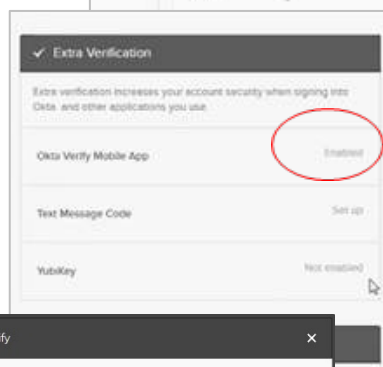 ✓ Extra Verification
Extra verification increases your account security when signing into
Okta and other applications you use
Okta Verify Mobile App
Enabled
Text Message Code
Set up
YubiKey
Not enabled
ify
×